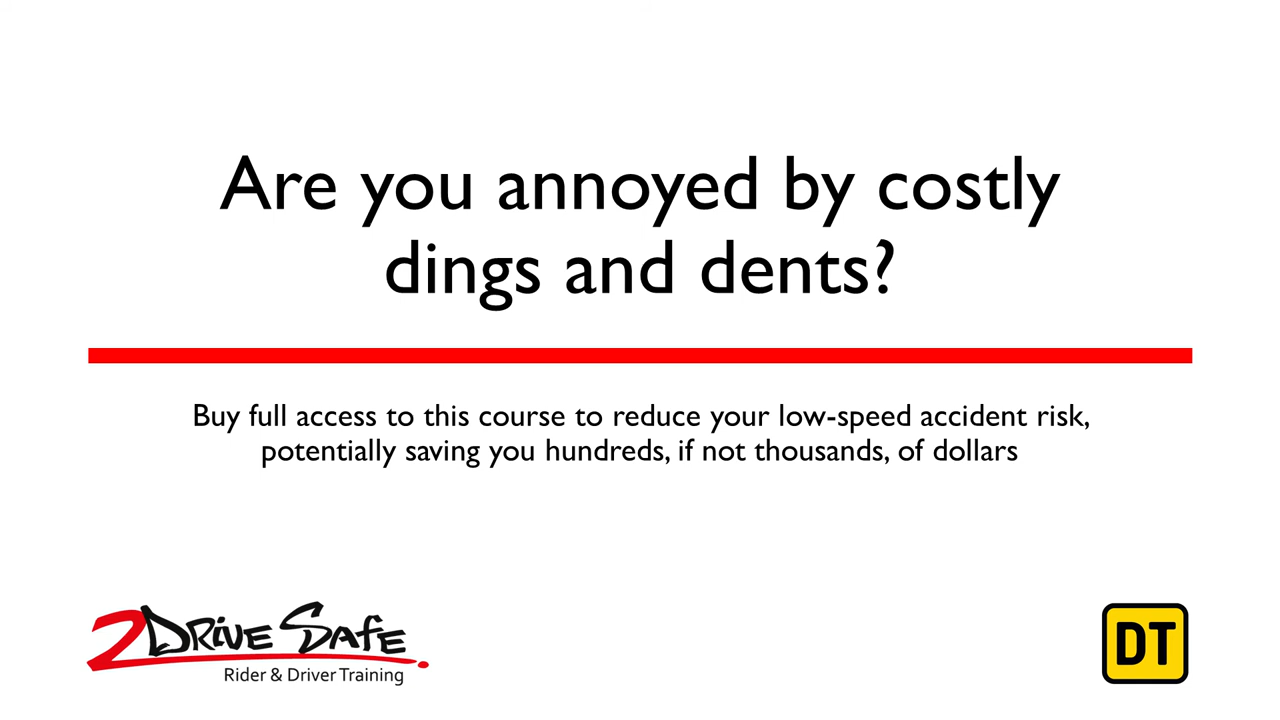 Are you annoyed by costly
dings and dents?
Buy full access to this course to reduce your low-speed accident risk,
potentially saving you hundreds, if not thousands, of dollars
2DRIVE SAFE
Rider & Driver Training
DT